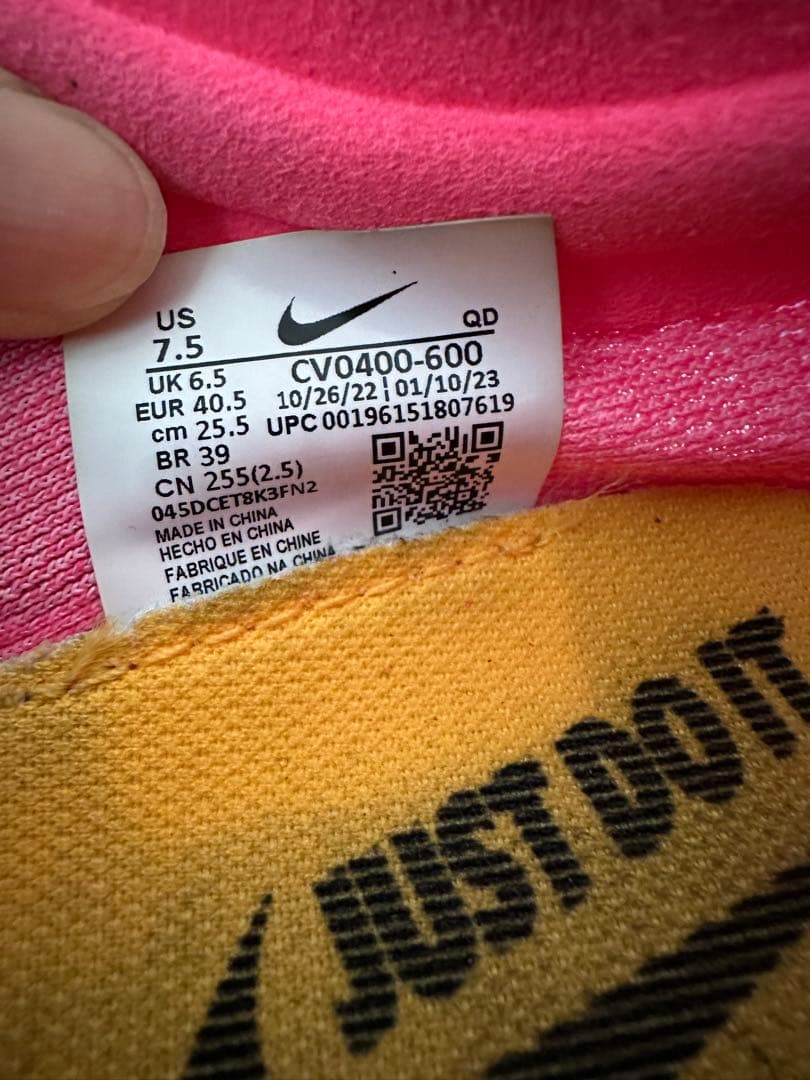 US
7.5
QD
UK 6.5
CV0400-600
EUR 40.5
10/26/22 | 01/10/23
cm 25.5
UPC 00196151807619
BR 39
CN 255(2.5)
045DCET8K3FN2
MADE IN CHINA
HECHO EN CHINA
FABRIQUE EN CHINE
FABRICADO NA CHINA
JUST DO IT